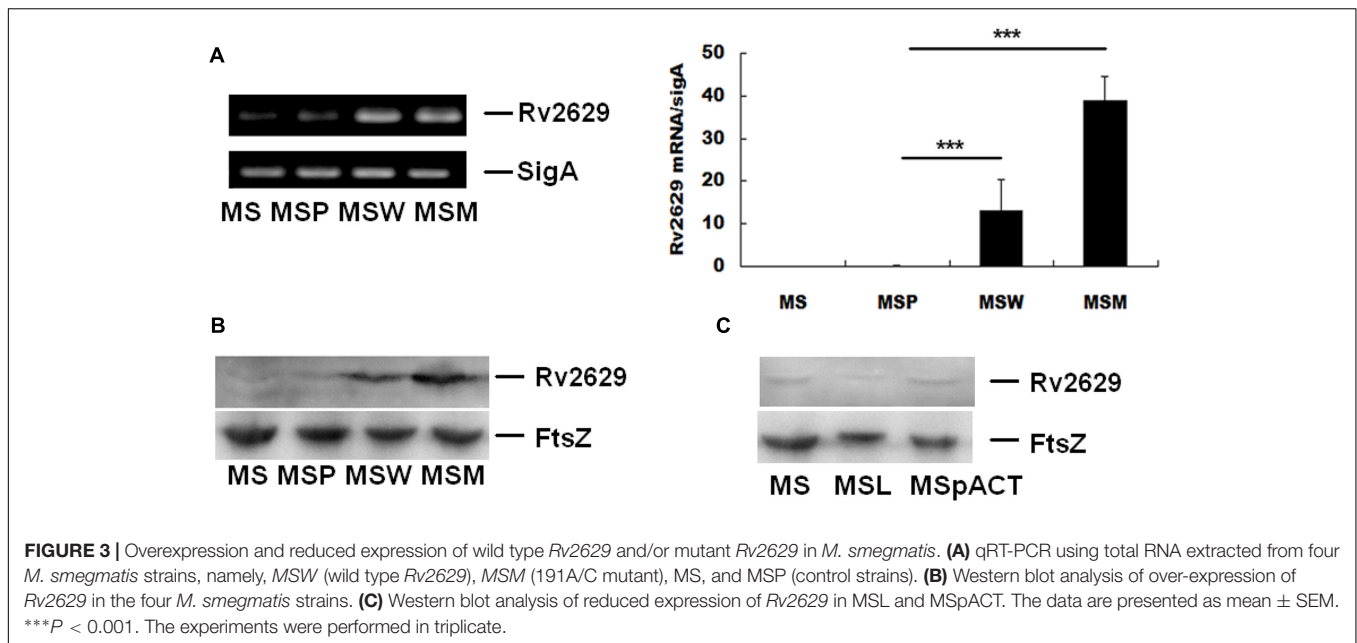 A
— Rv2629
— SigA
MS MSP MSW MSM
Rv2629 mRNA/sigA
50
40
30
20
10
0
***
***
MS MSP MSW MSM
B
— Rv2629
— FtsZ
MS MSP MSW MSM
C
— Rv2629
— FtsZ
MS MSL MSpACT
FIGURE 3 | Overexpression and reduced expression of wild type Rv2629 and/or mutant Rv2629 in M. smegmatis. (A) qRT-PCR using total RNA extracted from four
M. smegmatis strains, namely, MSW (wild type Rv2629), MSM (191A/C mutant), MS, and MSP (control strains). (B) Western blot analysis of over-expression of
Rv2629 in the four M. smegmatis strains. (C) Western blot analysis of reduced expression of Rv2629 in MSL and MSpACT. The data are presented as mean ± SEM.
***P < 0.001. The experiments were performed in triplicate.